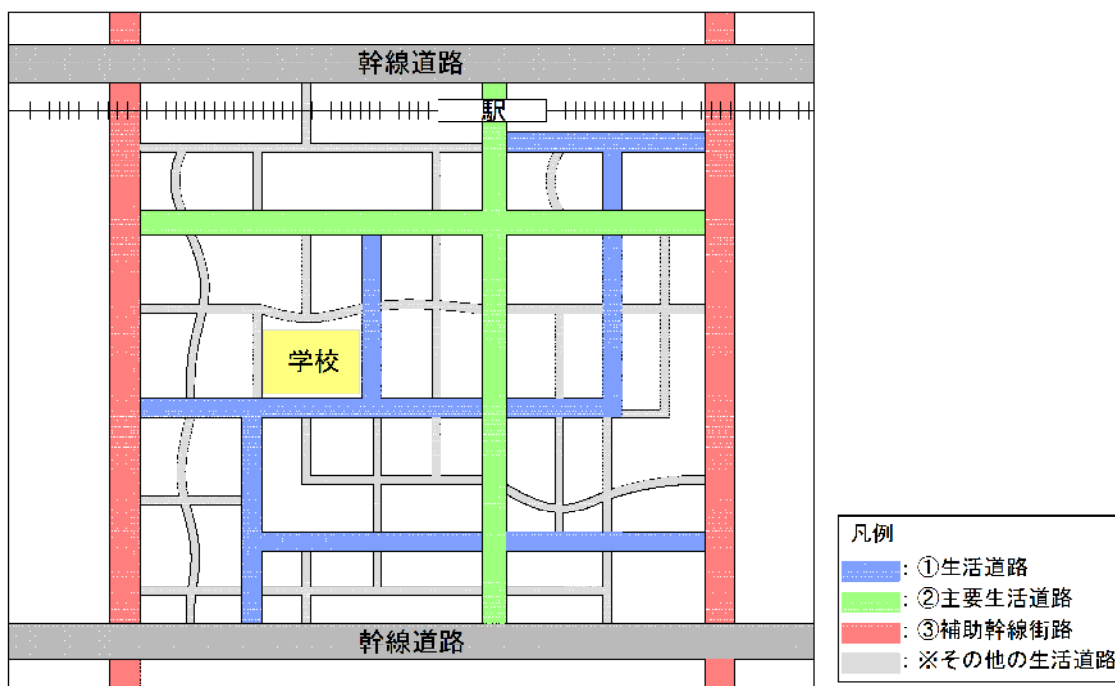 幹線道路
駅
学校
幹線道路
凡例
: ①生活道路
: ②主要生活道路
: ③補助幹線街路
: ※その他の生活道路